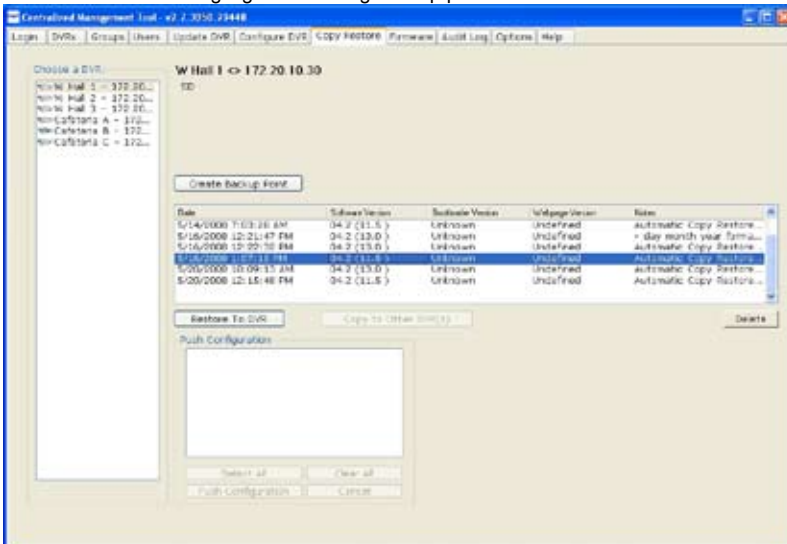 Centralized Management Tool - v2.2.3050.29448
Login DVRs Groups Users Update DVR Configure DVR Copy Restore Firmware Audit Log Options Help
Choose a DVR:
W Hall 1 <> 172.20.10.30
W Hall 1 - 172.20...
W Hall 2 - 172.20...
W Hall 3 - 172.20...
Cafeteria A - 172...
Cafeteria B - 172...
Cafeteria C - 172...
Create Backup Point
Date Software Version Bootloader Version Webpage Version Notes
5/14/2008 7:03:20 AM 04.2 (11.5 ) Unknown Undefined Automatic Copy Restore...
5/16/2008 12:21:47 PM 04.2 (13.0 ) Unknown Undefined - day month year forma...
5/16/2008 12:22:30 PM 04.2 (13.0 ) Unknown Undefined Automatic Copy Restore...
04.2 (11.5 ) Unknown Undefined Automatic Copy Restore...
5/20/2008 10:09:13 AM 04.2 (13.0 ) Unknown Undefined Automatic Copy Restore...
5/20/2008 12:15:40 PM 04.2 (11.5 ) Unknown Undefined Automatic Copy Restore...
Restore To DVR Copy to Other DVR(s) Delete
Push Configuration
Select All Clear All
Push Configuration Cancel